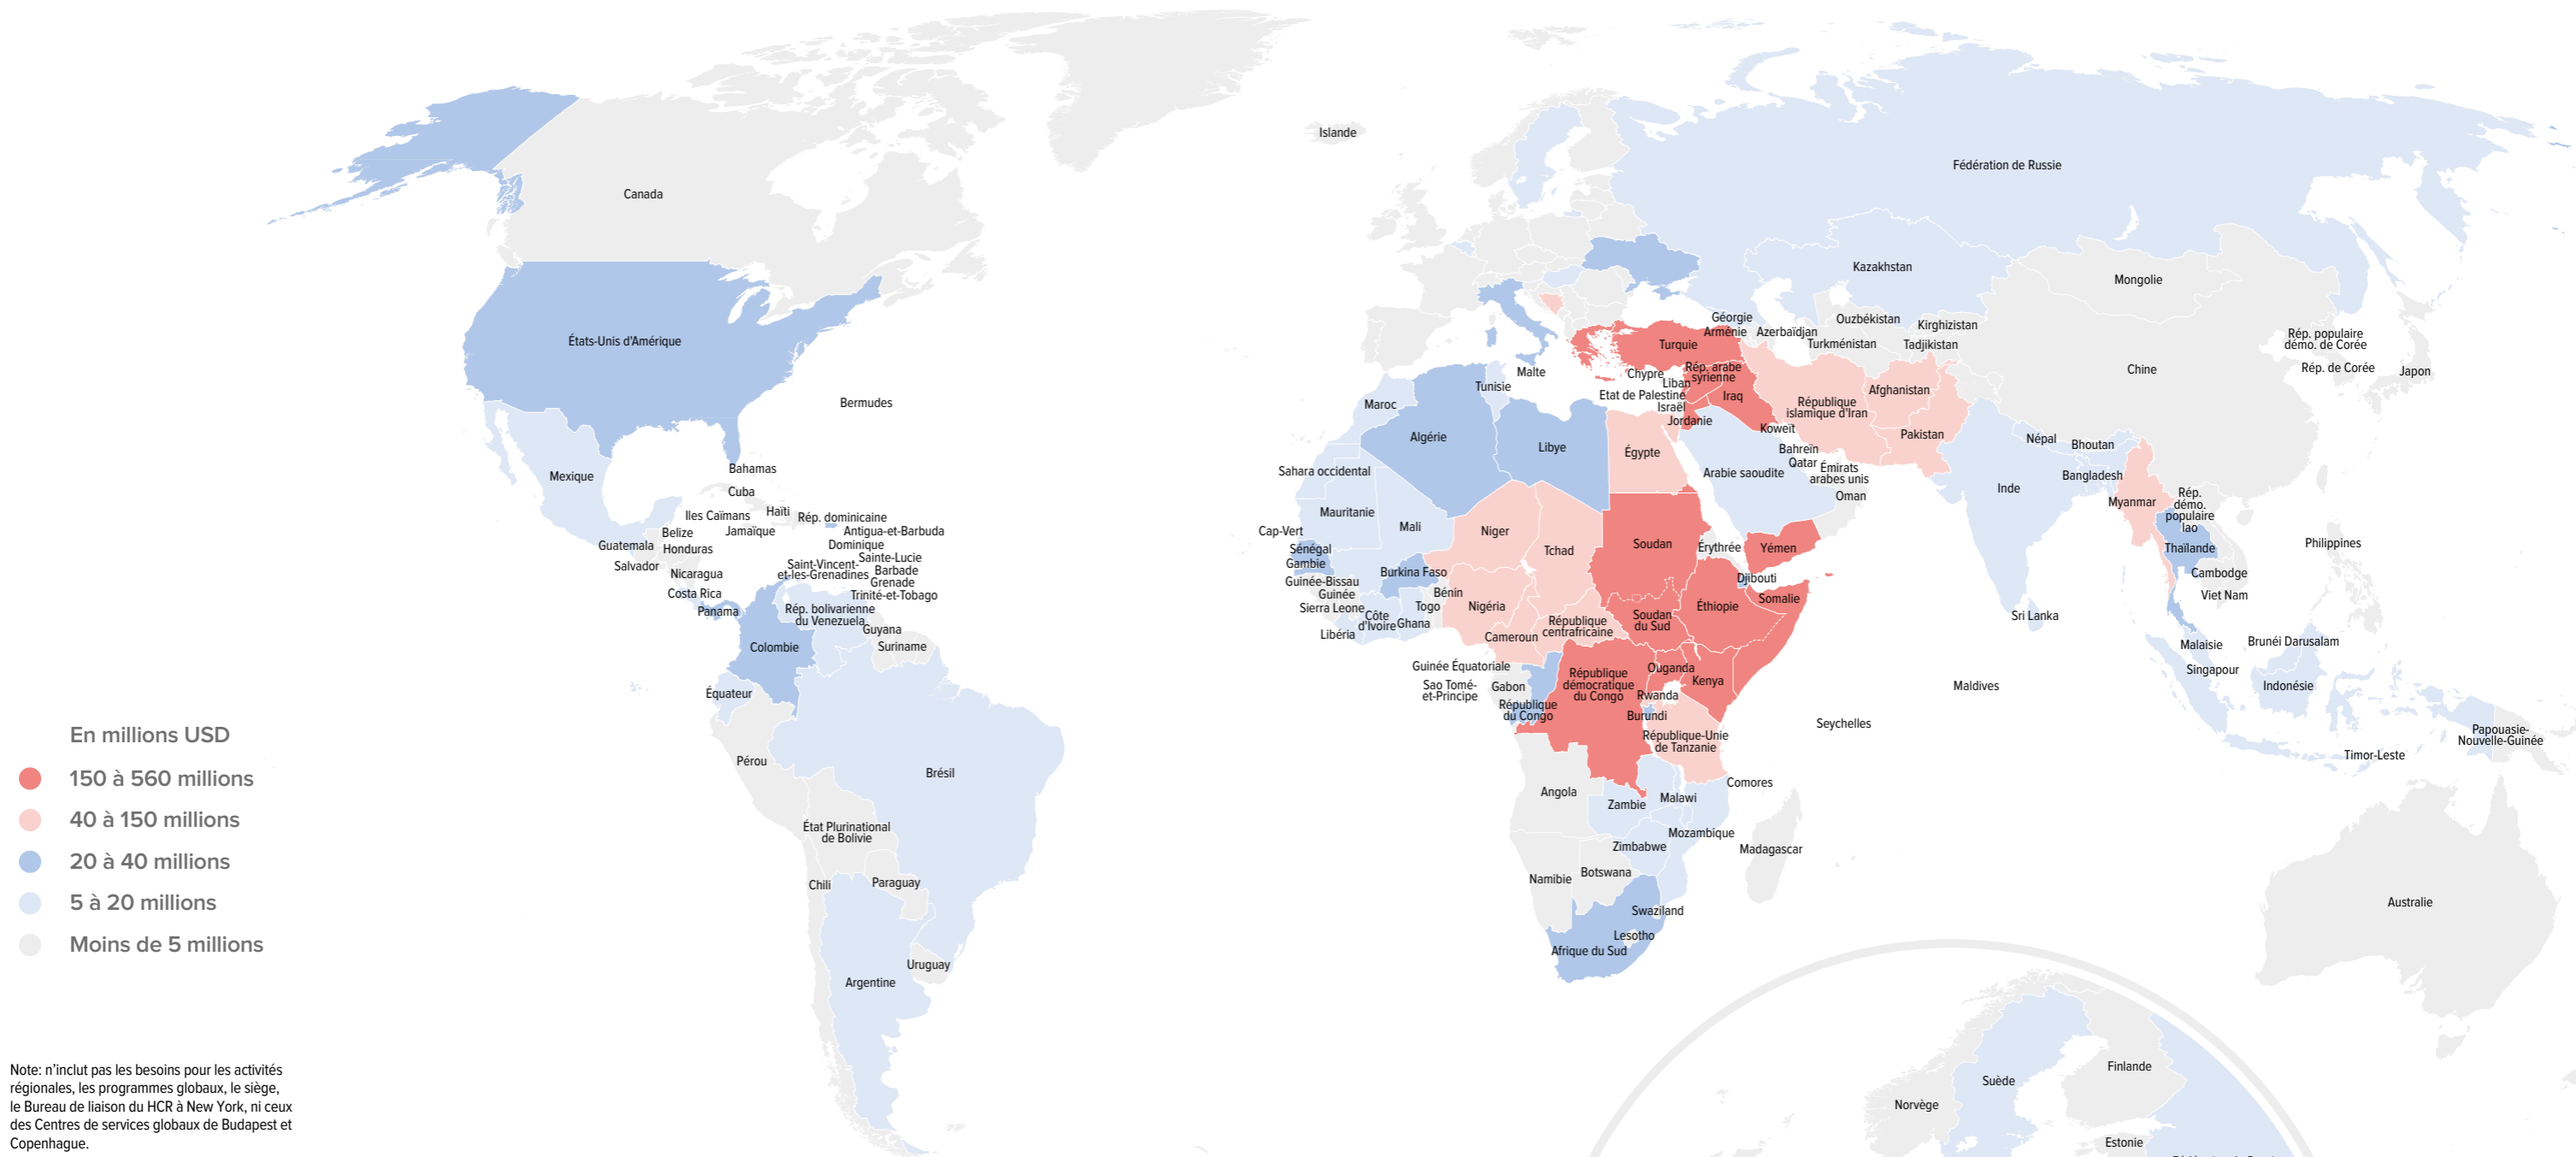 Islande
Canada
Fédération de Russie
Kazakhstan
Mongolie
États-Unis d'Amérique
Géorgie
Arménie
Azerbaïdjan
Ouzbékistan
Kirghizistan
Turquie
Turkménistan
Tadjikistan
Rép. populaire
démo. de Corée
Rép. de Corée
Japon
Chine
Malte
Tunisie
Chypre
Liban
Rép. arabe
syrienne
Etat de Palestine
Israël
Iraq
Jordanie
Koweït
République
islamique d'Iran
Afghanistan
Pakistan
Bermudes
Maroc
Algérie
Libye
Égypte
Bahreïn
Qatar
Émirats
arabes unis
Arabie saoudite
Oman
Népal
Bhoutan
Bangladesh
Inde
Myanmar
Rép.
démo.
populaire
lao
Thaïlande
Cambodge
Viet Nam
Philippines
Mexique
Bahamas
Cuba
Iles Caïmans
Haïti
Rép. dominicaine
Belize
Jamaïque
Antigua-et-Barbuda
Guatemala
Honduras
Dominique
Sainte-Lucie
Salvador
Saint-Vincent-
et-les-Grenadines
Barbade
Nicaragua
Grenade
Costa Rica
Trinité-et-Tobago
Panama
Rép. bolivarienne
du Venezuela
Guyana
Suriname
Colombie
Équateur
Sahara occidental
Mauritanie
Mali
Niger
Tchad
Soudan
Érythrée
Yémen
Cap-Vert
Sénégal
Gambie
Guinée-Bissau
Guinée
Sierra Leone
Libéria
Côte
d'Ivoire
Ghana
Burkina Faso
Bénin
Togo
Nigéria
Cameroun
République
centrafricaine
Soudan
du Sud
Éthiopie
Djibouti
Somalie
Guinée Équatoriale
Sao Tomé-
et-Principe
Gabon
République
du Congo
République
démocratique
du Congo
Ouganda
Kenya
Rwanda
Burundi
République-Unie
de Tanzanie
Sri Lanka
Maldives
Seychelles
Malaisie
Singapour
Brunéi Darusalam
Indonésie
Timor-Leste
Papouasie-
Nouvelle-Guinée
Pérou
Brésil
État Plurinational
de Bolivie
Chili
Paraguay
Uruguay
Argentine
Angola
Zambie
Malawi
Comores
Mozambique
Zimbabwe
Madagascar
Namibie
Botswana
Swaziland
Lesotho
Afrique du Sud
Australie
En millions USD
150 à 560 millions
40 à 150 millions
20 à 40 millions
5 à 20 millions
Moins de 5 millions
Note: n'inclut pas les besoins pour les activités
régionales, les programmes globaux, le siège,
le Bureau de liaison du HCR à New York, ni ceux
des Centres de services globaux de Budapest et
Copenhague.
Finlande
Suède
Norvège
Estonie